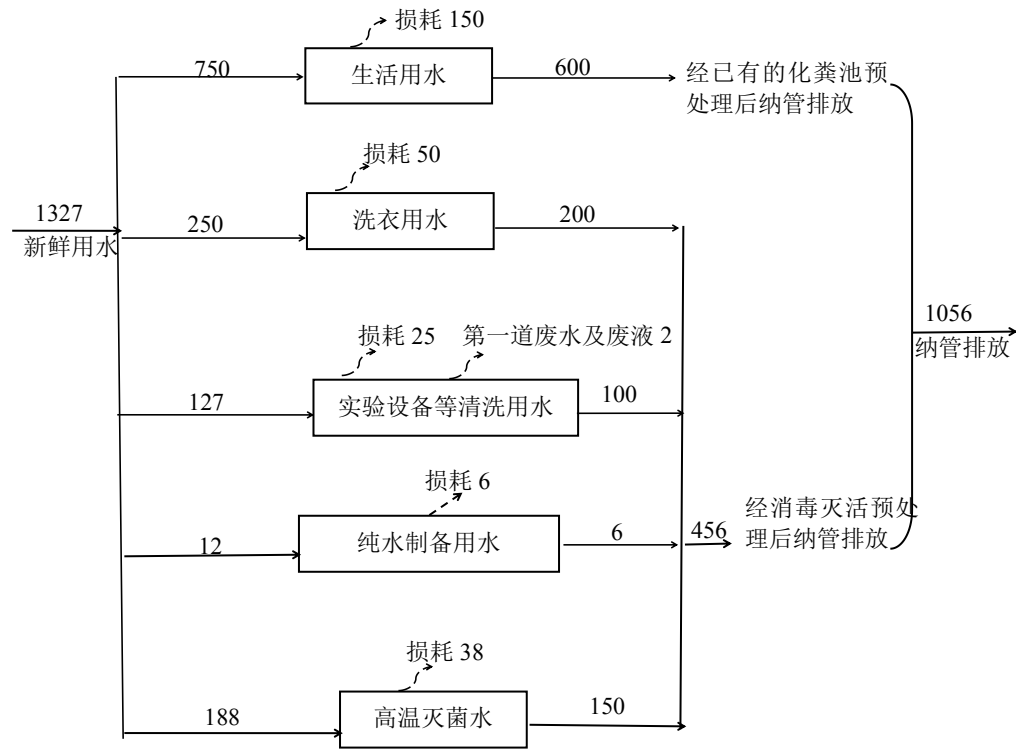 损耗 150
750
生活用水
600
经已有的化粪池预
处理后纳管排放
损耗 50
1327
新鲜用水
250
洗衣用水
200
损耗 25
第一道废水及废液 2
127
实验设备等清洗用水
100
1056
纳管排放
损耗 6
12
纯水制备用水
6
456
经消毒灭活预处
理后纳管排放
损耗 38
188
高温灭菌水
150